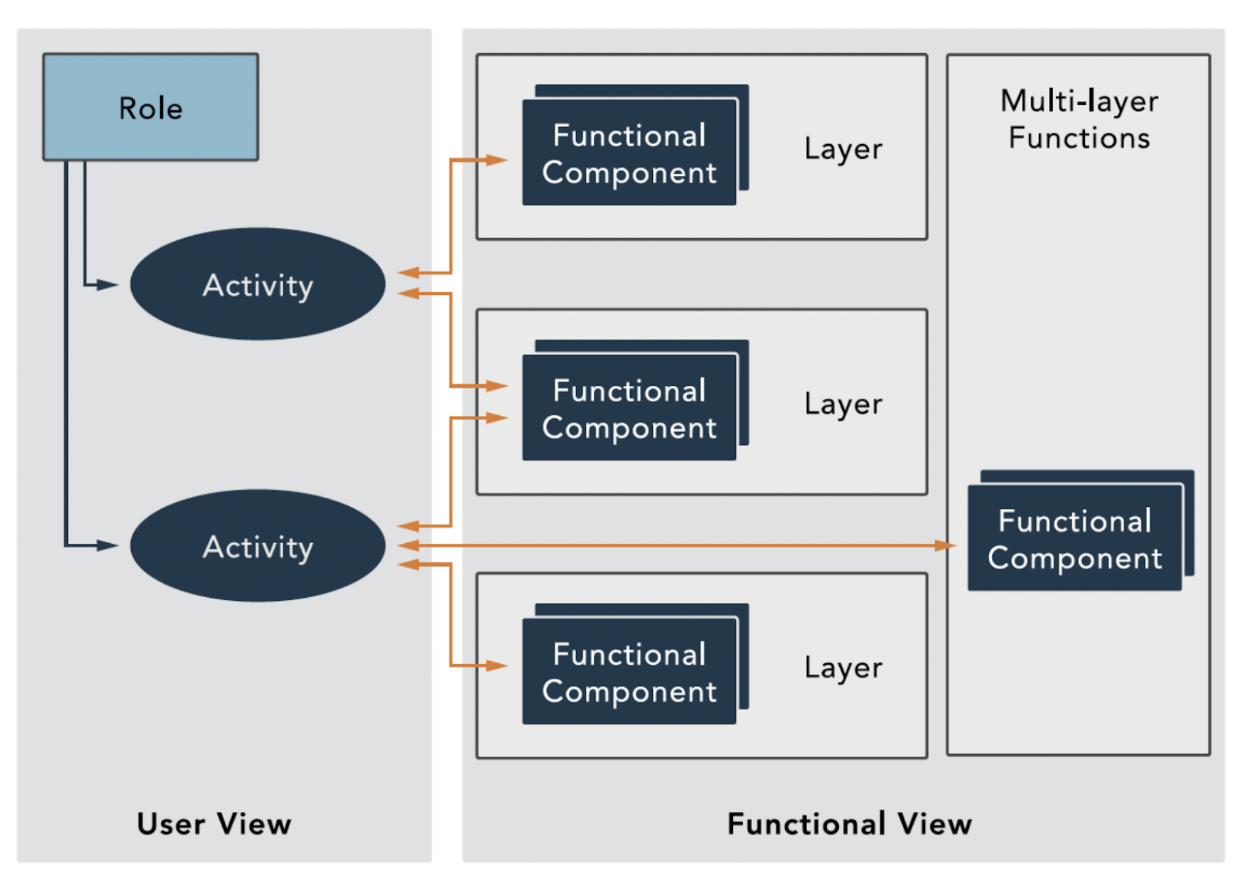 Role
Activity
Activity
User View
Functional
Component
Layer
Functional
Component
Layer
Functional
Component
Layer
Multi-layer
Functions
Functional
Component
Functional View